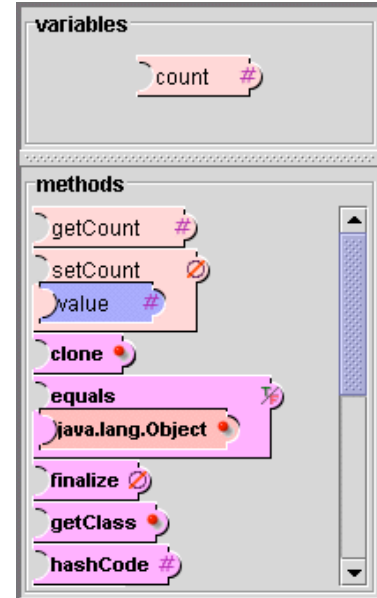 variables
count #
methods
getCount #
setCount
value #
clone
equals T/F
java.lang.Object
finalize
getClass
hashCode #